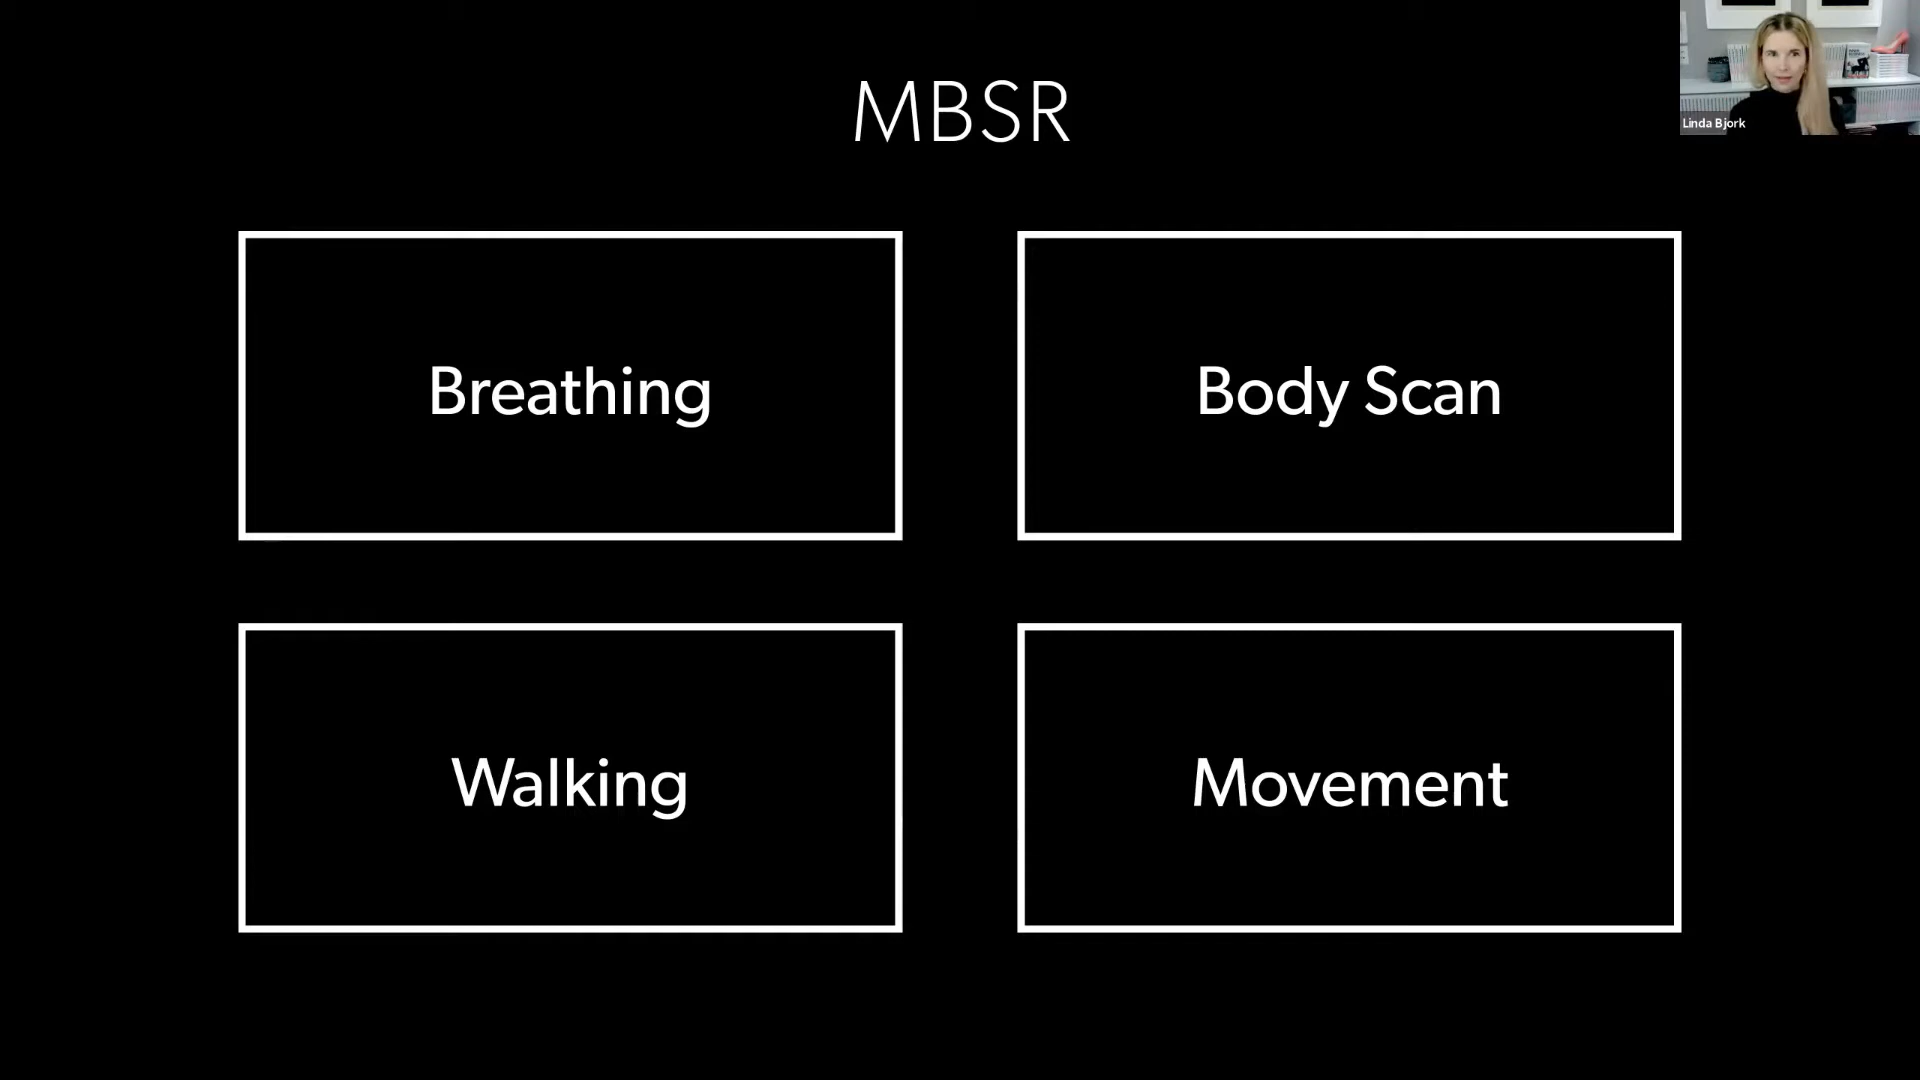 MBSR
Linda Bjork
Breathing
Body Scan
Walking
Movement